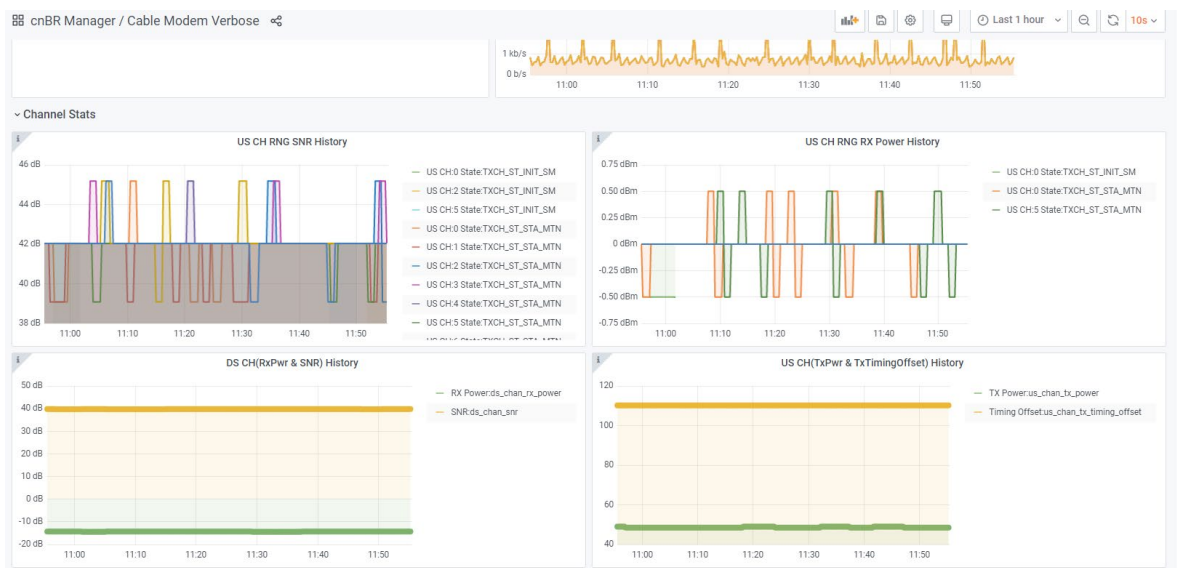 cnBR Manager / Cable Modem Verbose
Last 1 hour
10s
1 kb/s
0 b/s
11:00 11:10 11:20 11:30 11:40 11:50
Channel Stats
US CH RNG SNR History
46 dB
44 dB
42 dB
40 dB
38 dB
11:00 11:10 11:20 11:30 11:40 11:50
US CH:0 State:TXCH_ST_INIT_SM
US CH:2 State:TXCH_ST_INIT_SM
US CH:5 State:TXCH_ST_INIT_SM
US CH:0 State:TXCH_ST_STA_MTN
US CH:1 State:TXCH_ST_STA_MTN
US CH:2 State:TXCH_ST_STA_MTN
US CH:3 State:TXCH_ST_STA_MTN
US CH:4 State:TXCH_ST_STA_MTN
US CH:5 State:TXCH_ST_STA_MTN
US CH RNG RX Power History
0.75 dBm
0.50 dBm
0.25 dBm
0 dBm
-0.25 dBm
-0.50 dBm
-0.75 dBm
11:00 11:10 11:20 11:30 11:40 11:50
US CH:0 State:TXCH_ST_INIT_SM
US CH:0 State:TXCH_ST_STA_MTN
US CH:5 State:TXCH_ST_STA_MTN
DS CH(RxPwr & SNR) History
50 dB
40 dB
30 dB
20 dB
10 dB
0 dB
-10 dB
-20 dB
11:00 11:10 11:20 11:30 11:40 11:50
RX Power:ds_chan_rx_power
SNR:ds_chan_snr
US CH(TxPwr & TxTimingOffset) History
120
100
80
60
40
11:00 11:10 11:20 11:30 11:40 11:50
TX Power:us_chan_tx_power
Timing Offset:us_chan_tx_timing_offset